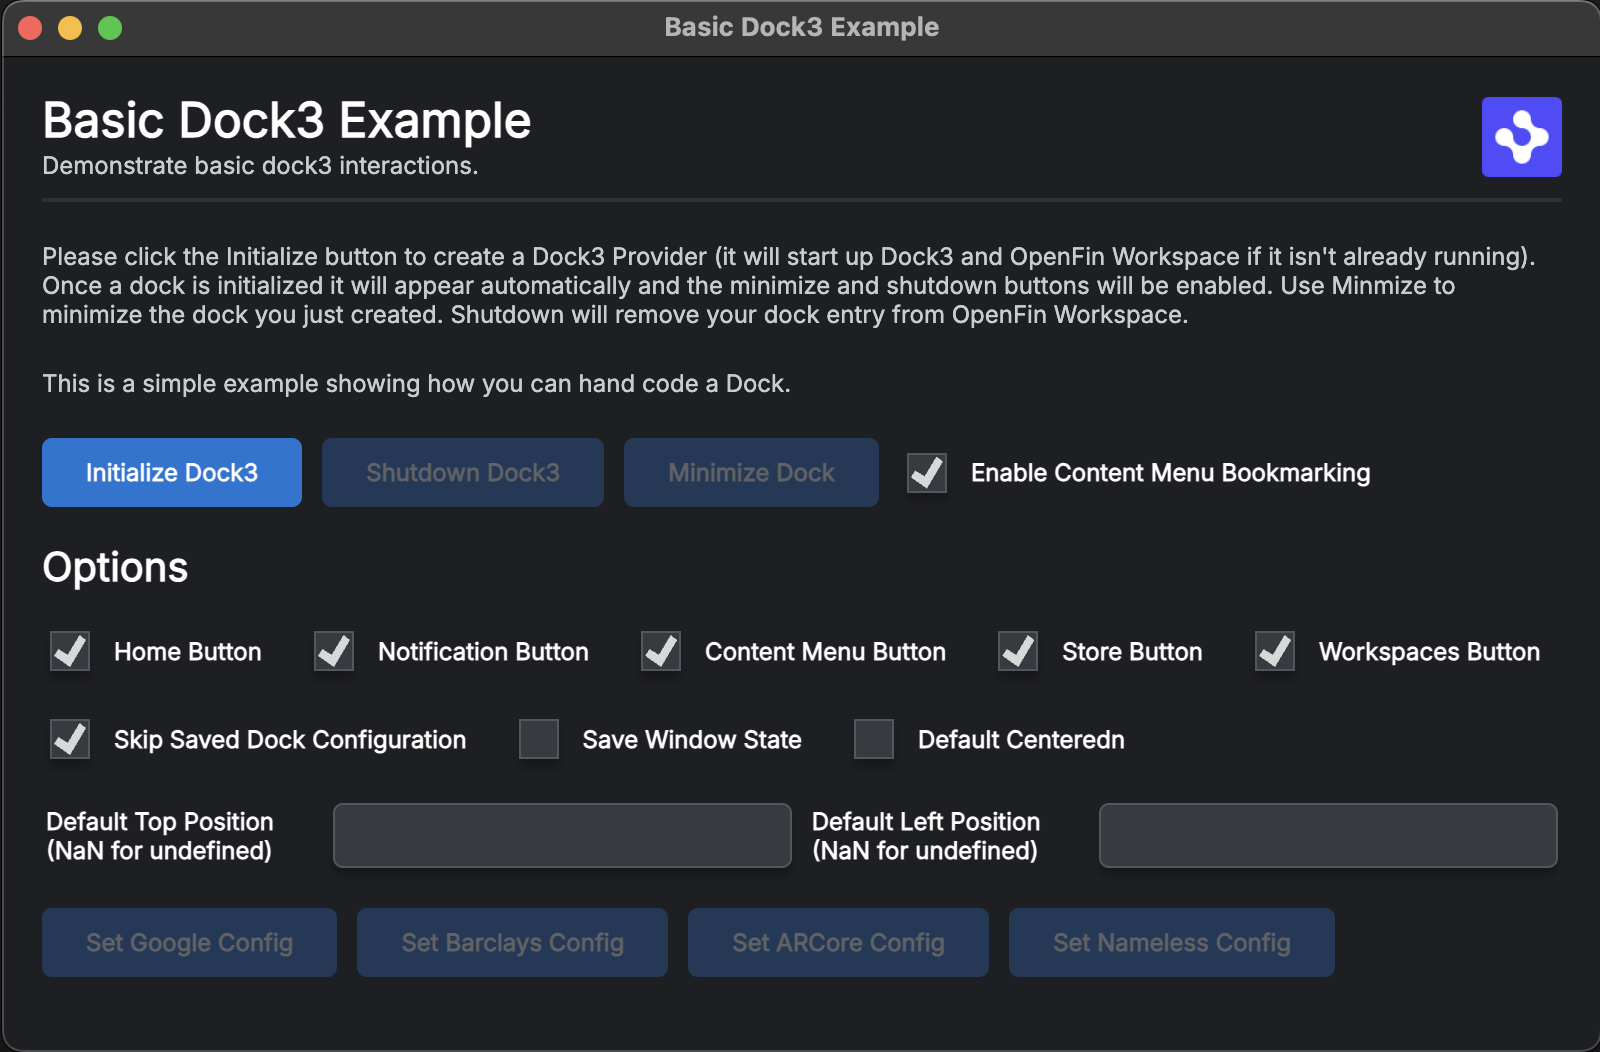 Basic Dock3 Example
Basic Dock3 Example
Demonstrate basic dock3 interactions.
Please click the Initialize button to create a Dock3 Provider (it will start up Dock3 and OpenFin Workspace if it isn't already running).
Once a dock is initialized it will appear automatically and the minimize and shutdown buttons will be enabled. Use Minmize to
minimize the dock you just created. Shutdown will remove your dock entry from OpenFin Workspace.
This is a simple example showing how you can hand code a Dock.
Initialize Dock3 Shutdown Dock3 Minimize Dock Enable Content Menu Bookmarking
Options
Home Button Notification Button Content Menu Button Store Button Workspaces Button
Skip Saved Dock Configuration Save Window State Default Centeredn
Default Top Position
(NaN for undefined)
Default Left Position
(NaN for undefined)
Set Google Config Set Barclays Config Set ARCore Config Set Nameless Config